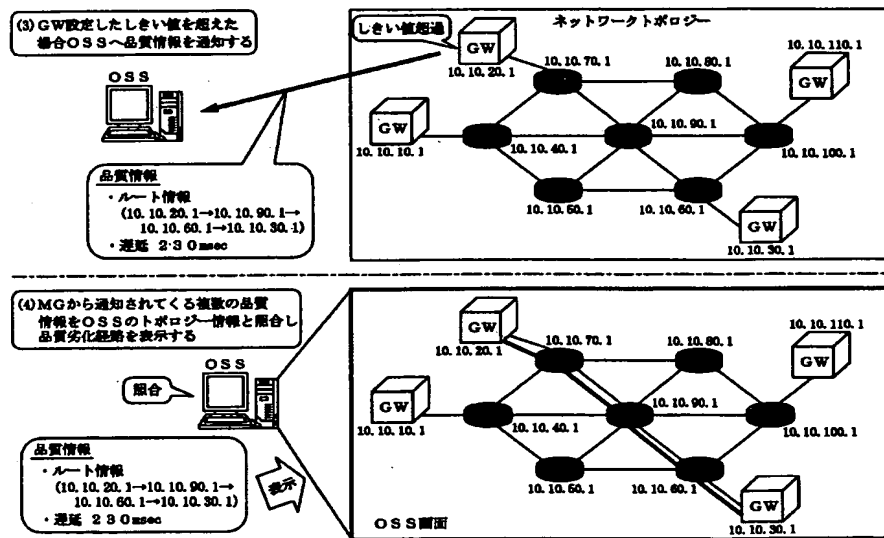 (3) GW設定したしきい値を超えた
場合OSSへ品質情報を通知する
OSS
品質情報
・ルート情報
(10.10.20.1→10.10.90.1→
10.10.60.1→10.10.30.1)
・遅延 2・30msec
ネットワークトポロジー
しきい値超過
GW
10.10.20.1
10.10.70.1
10.10.80.1
10.10.110.1
GW
GW
10.10.10.1
10.10.40.1
10.10.90.1
10.10.100.1
10.10.50.1
10.10.60.1
GW
10.10.30.1
(4)MGから通知されてくる複数の品質
情報をOSSのトポロジー情報と照合し
品質劣化経路を表示する
OSS
照合
品質情報
・ルート情報
(10.10.20.1→10.10.90.1→
10.10.60.1→10.10.30.1)
・遅延 230msec
表示
GW
10.10.20.1
10.10.70.1
10.10.80.1
10.10.110.1
GW
GW
10.10.10.1
10.10.40.1
10.10.90.1
10.10.100.1
10.10.50.1
10.10.60.1
GW
10.10.30.1
OSS画面